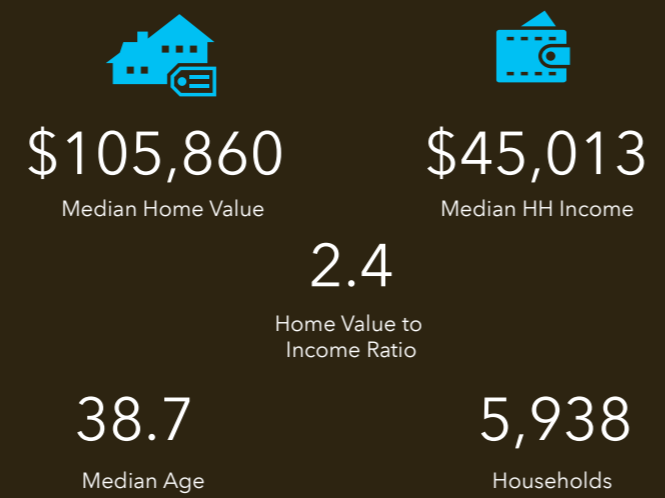 $105,860
Median Home Value
$45,013
Median HH Income
2.4
Home Value to
Income Ratio
38.7
Median Age
5,938
Households